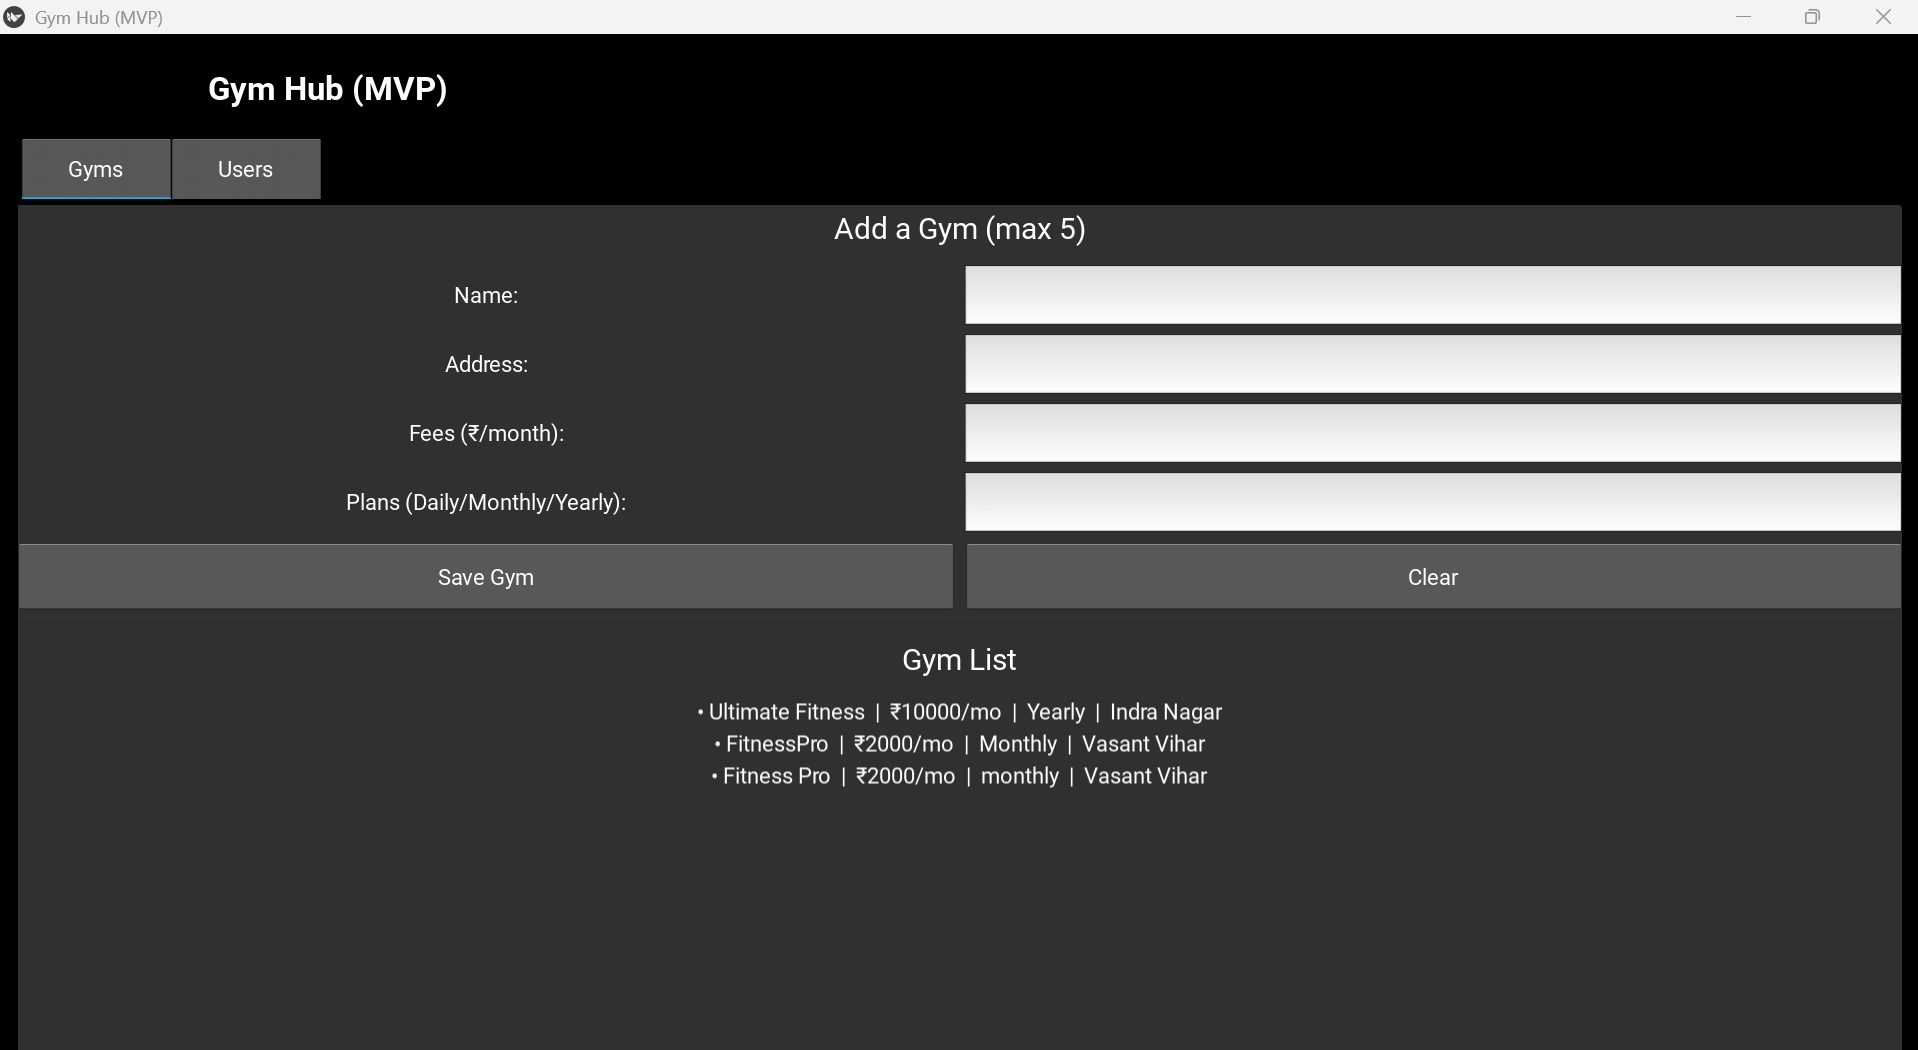 Gym Hub (MVP)
Gym Hub (MVP)
Gyms
Users
Add a Gym (max 5)
Name:
Address:
Fees (₹/month):
Plans (Daily/Monthly/Yearly):
Save Gym
Clear
Gym List
• Ultimate Fitness | ₹10000/mo | Yearly | Indra Nagar
• FitnessPro | ₹2000/mo | Monthly | Vasant Vihar
• Fitness Pro | ₹2000/mo | monthly | Vasant Vihar